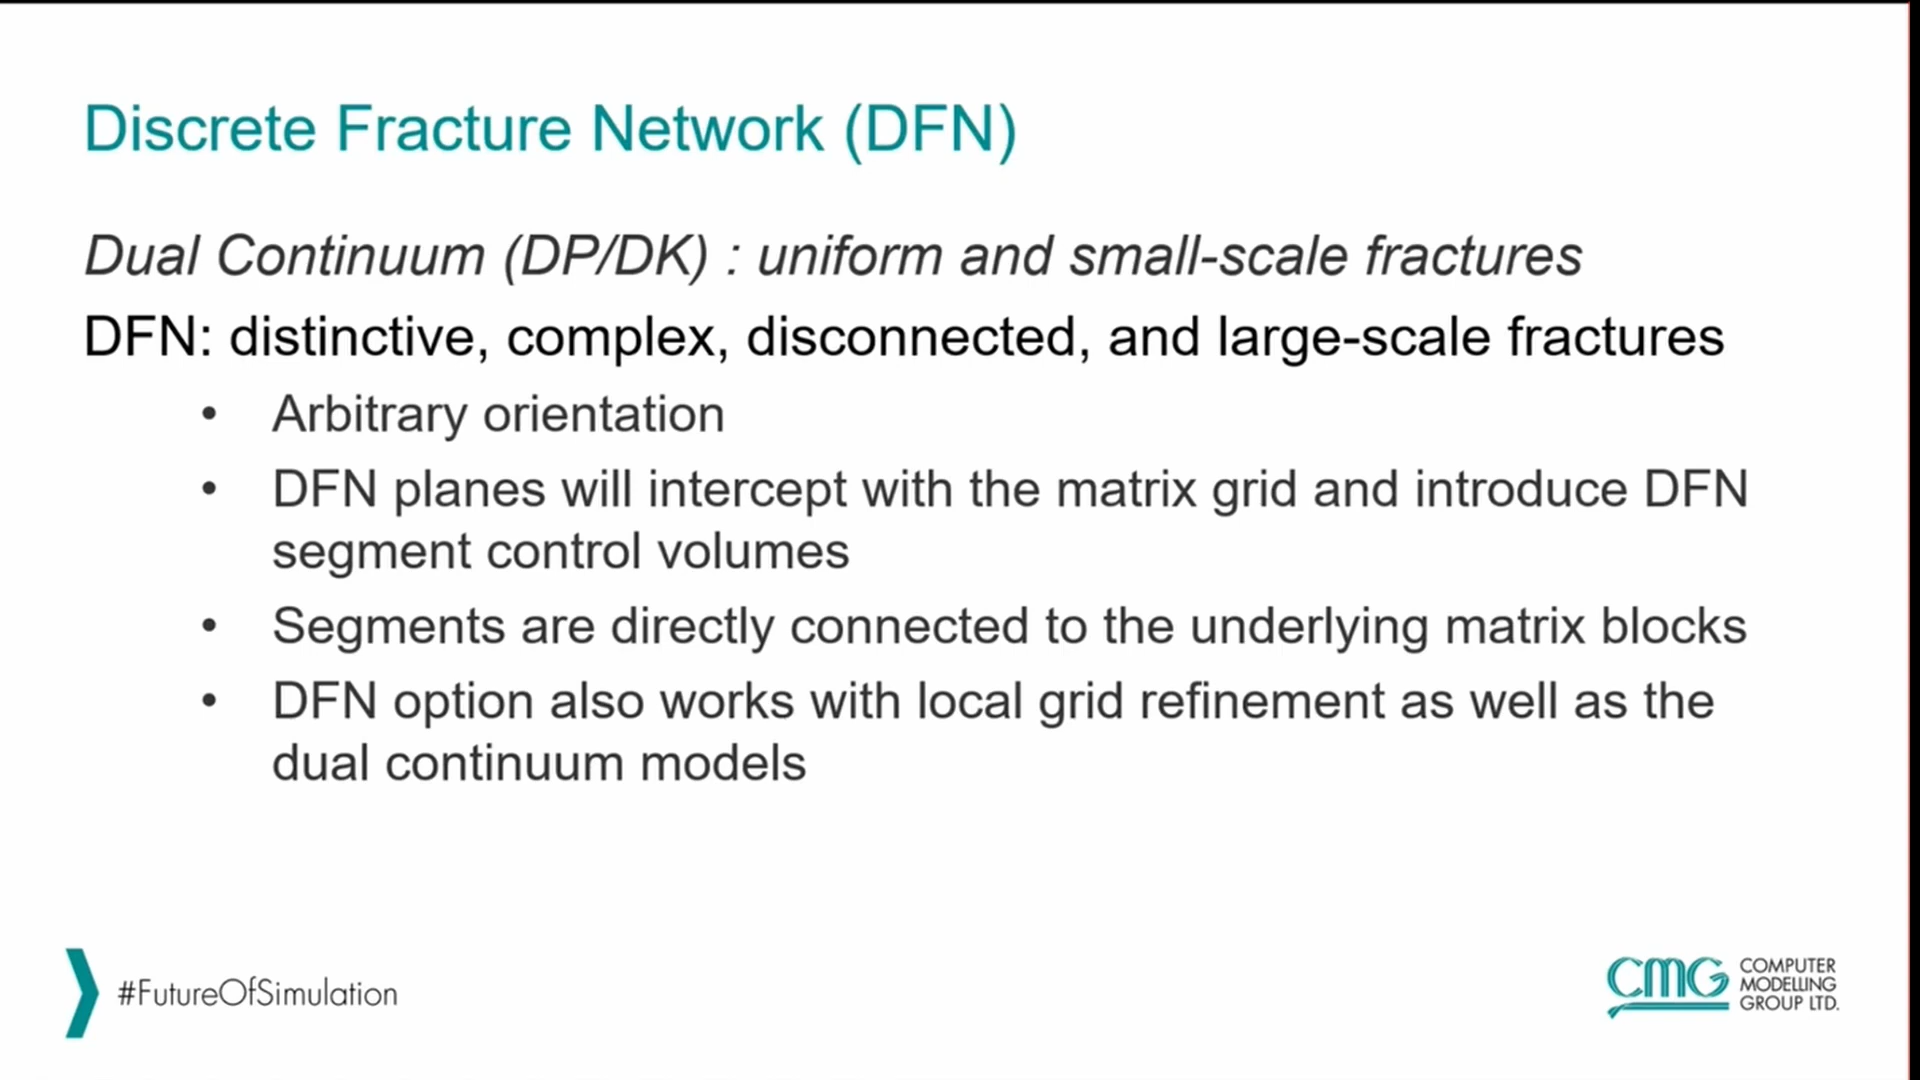 Discrete Fracture Network (DFN)
Dual Continuum (DP/DK) : uniform and small-scale fractures
DFN: distinctive, complex, disconnected, and large-scale fractures
• Arbitrary orientation
• DFN planes will intercept with the matrix grid and introduce DFN
segment control volumes
• Segments are directly connected to the underlying matrix blocks
• DFN option also works with local grid refinement as well as the
dual continuum models
#FutureOfSimulation
CMG
COMPUTER
MODELLING
GROUP LTD.